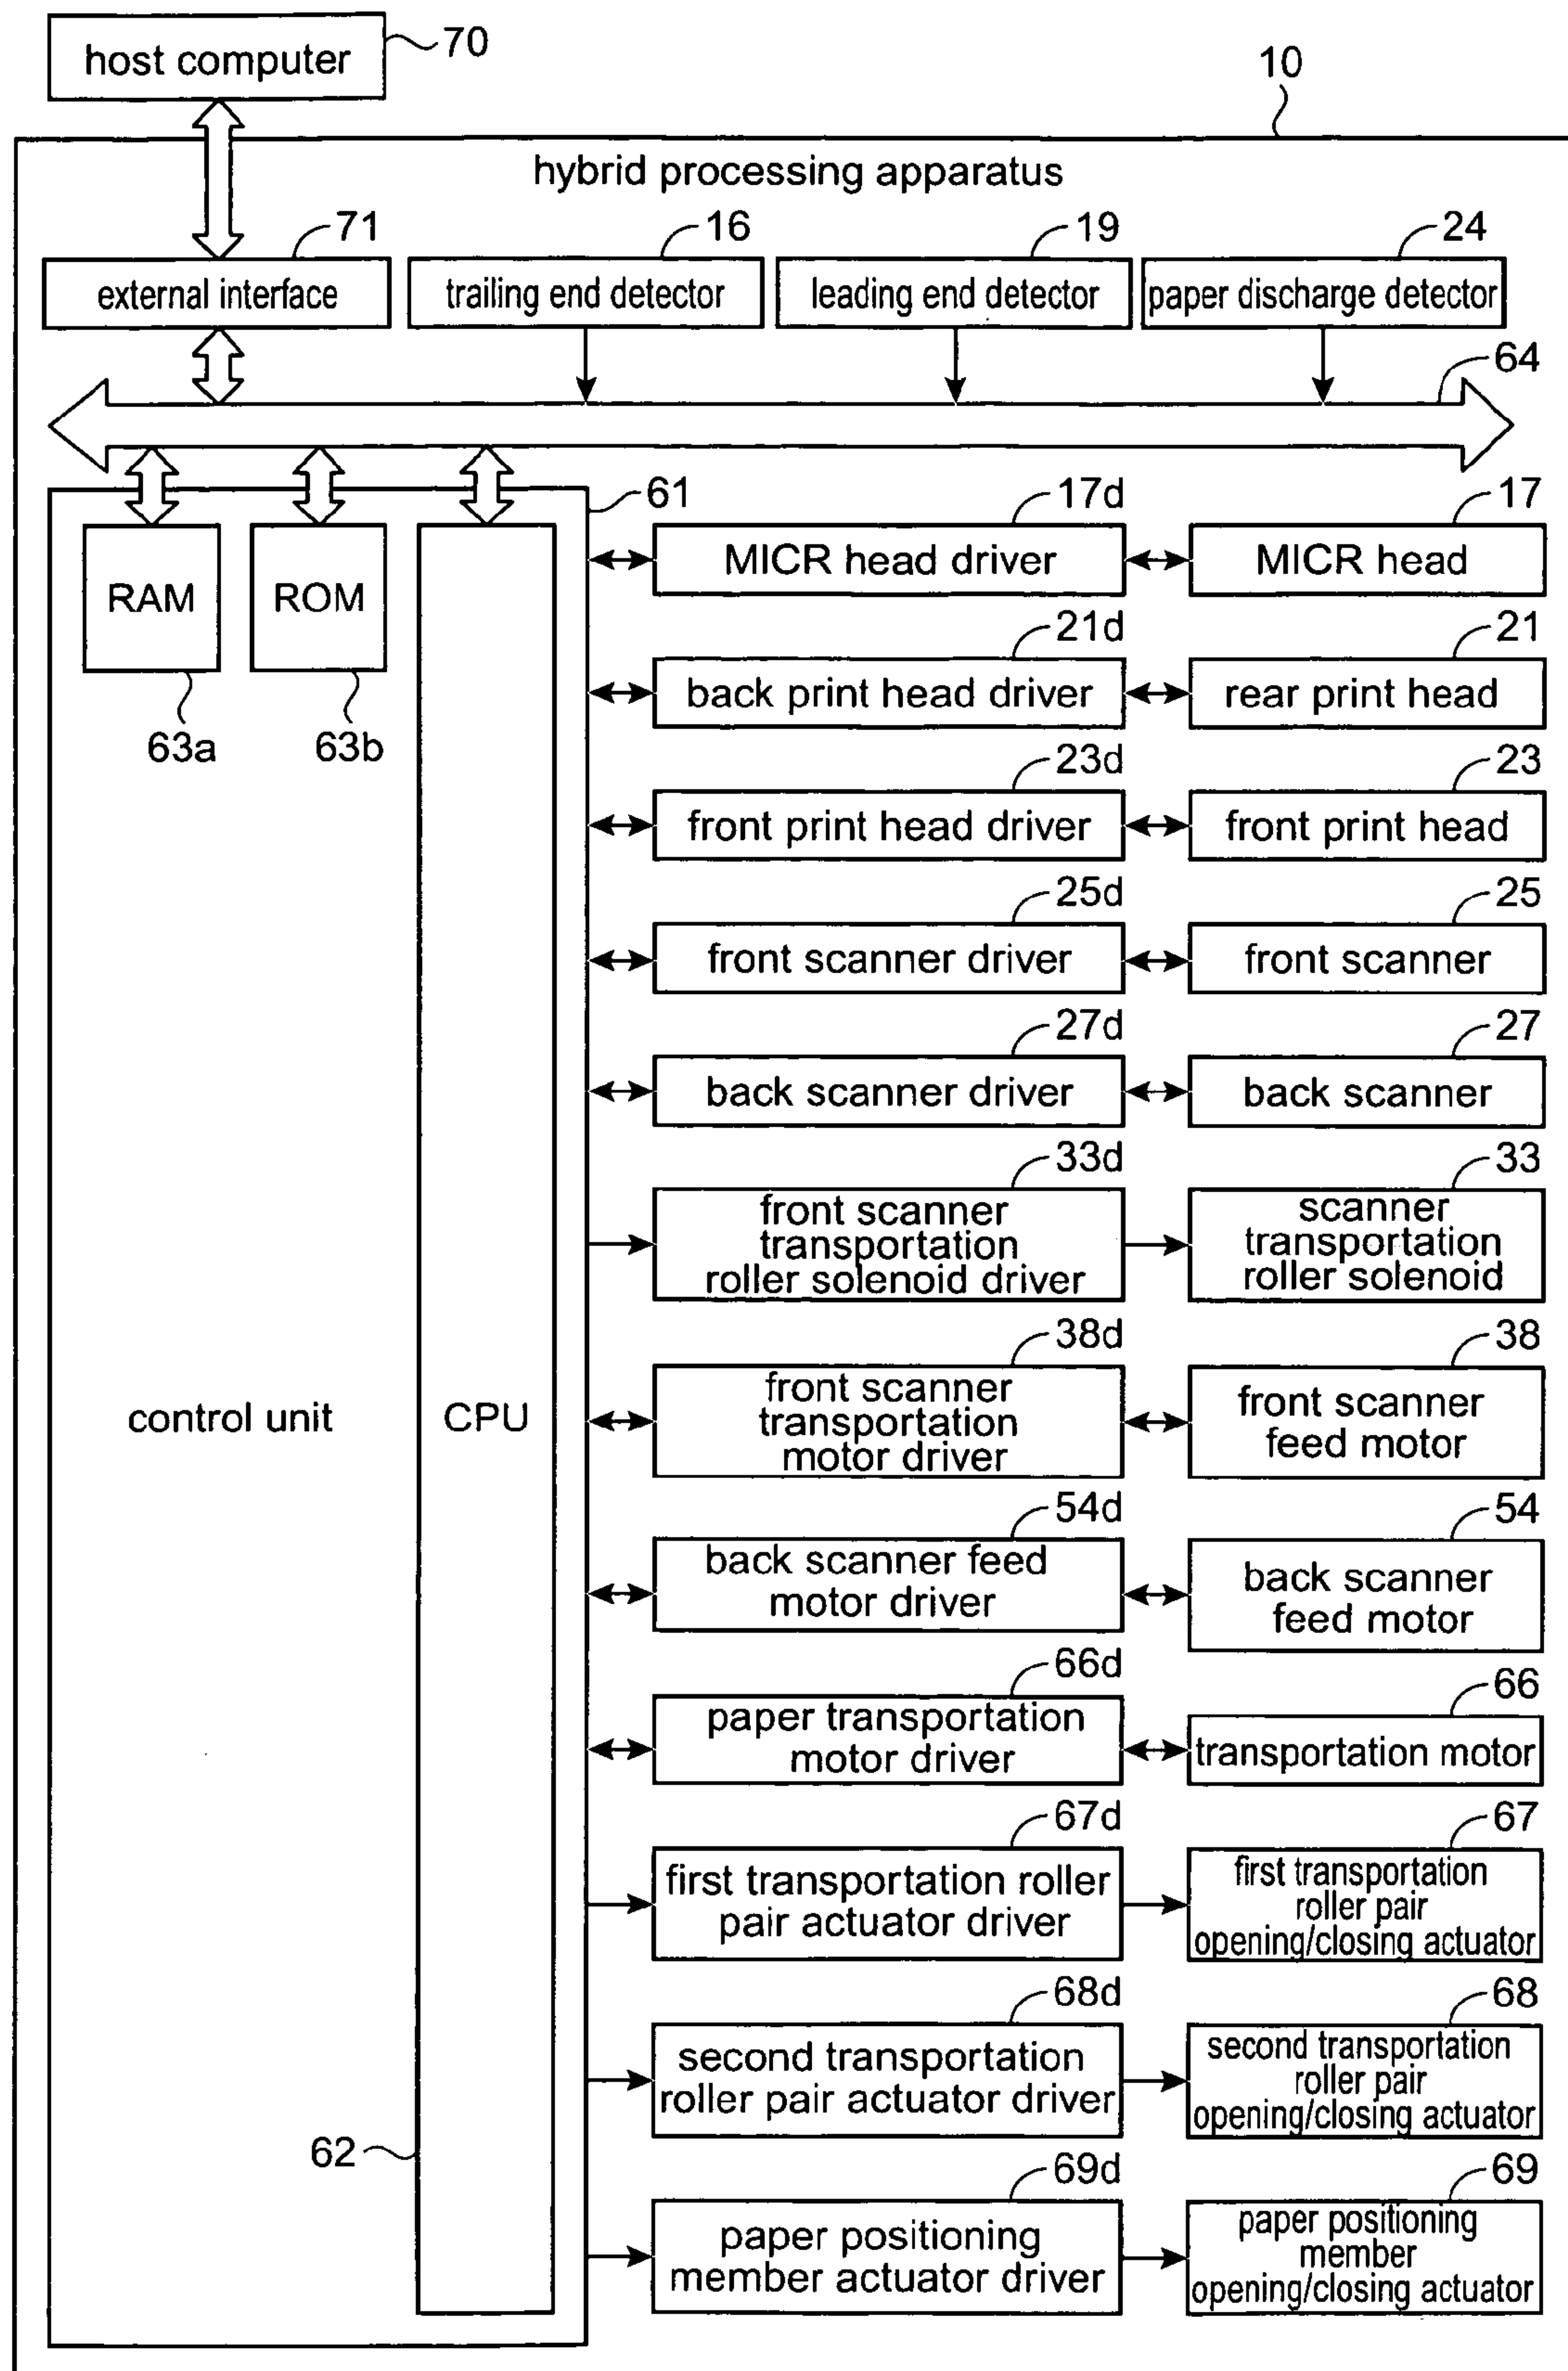 host computer
70
10
hybrid processing apparatus
71
16
19
24
external interface
trailing end detector
leading end detector
paper discharge detector
64
61
17d
17
RAM
ROM
MICR head driver
MICR head
63a
63b
21d
21
back print head driver
rear print head
23d
23
front print head driver
front print head
25d
25
front scanner driver
front scanner
27d
27
back scanner driver
back scanner
33d
33
front scanner
transportation
roller solenoid driver
scanner
transportation
roller solenoid
38d
38
control unit
CPU
front scanner
transportation
motor driver
front scanner
feed motor
54d
54
back scanner feed
motor driver
back scanner
feed motor
66d
66
paper transportation
motor driver
transportation motor
67d
67
first transportation roller
pair actuator driver
first transportation
roller pair
opening/closing actuator
68d
68
second transportation
roller pair actuator driver
second transportation
roller pair
opening/closing actuator
62
69d
69
paper positioning
member actuator driver
paper positioning
member
opening/closing actuator